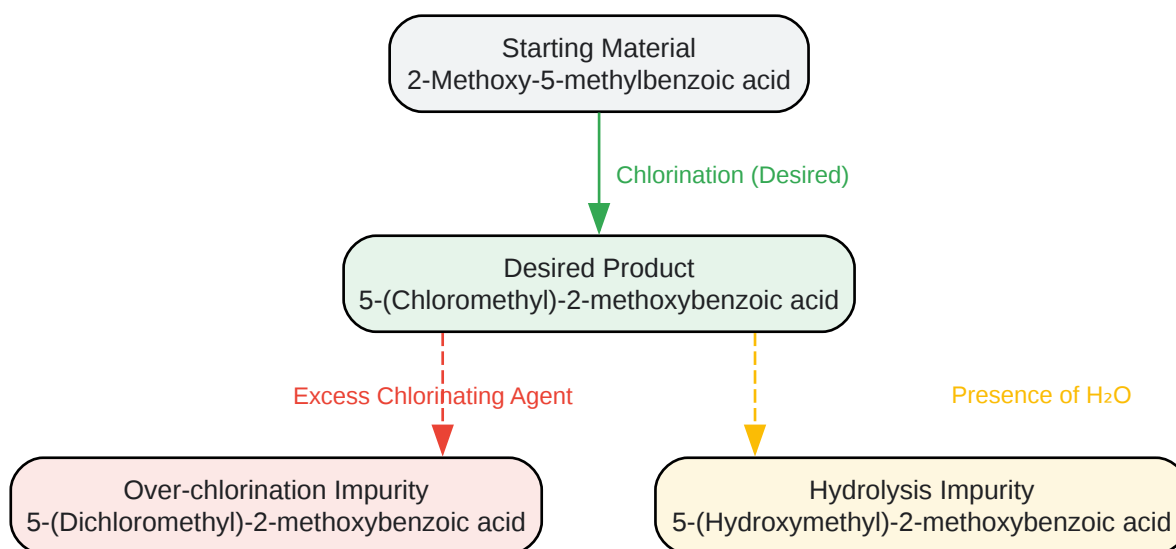 Starting Material
2-Methoxy-5-methylbenzoic acid
Chlorination (Desired)
Desired Product
5-(Chloromethyl)-2-methoxybenzoic acid
Excess Chlorinating Agent
Presence of H₂O
Over-chlorination Impurity
5-(Dichloromethyl)-2-methoxybenzoic acid
Hydrolysis Impurity
5-(Hydroxymethyl)-2-methoxybenzoic acid